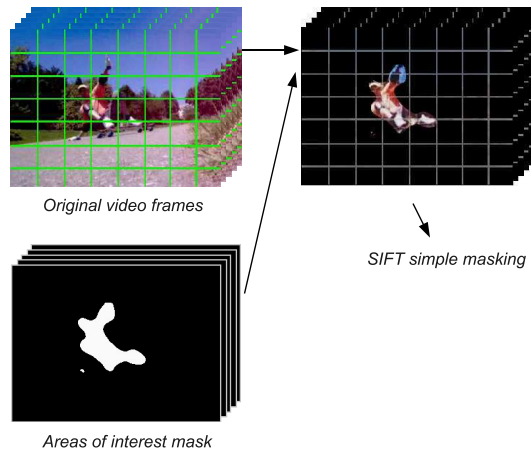 Original video frames
SIFT simple masking
Areas of interest mask